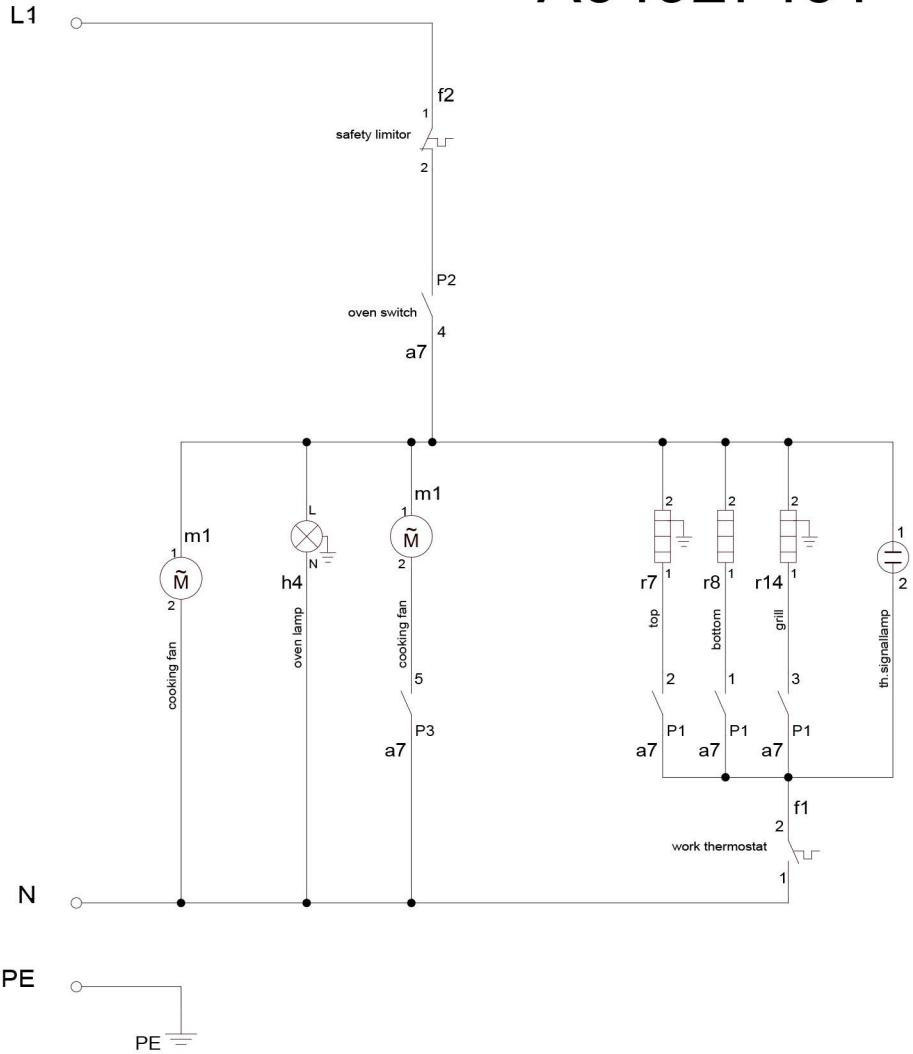 L1
f2
1
safety limitor
2
P2
oven switch
4
a7
m1
1
M
2
cooking fan
L
N
h4
oven lamp
m1
1
M
2
cooking fan
5
P3
a7
2
r7
1
top
2
P1
a7
2
r8
1
bottom
1
P1
a7
2
r14
1
grill
3
P1
a7
1
2
th.signallamp
f1
2
work thermostat
1
N
PE
PE